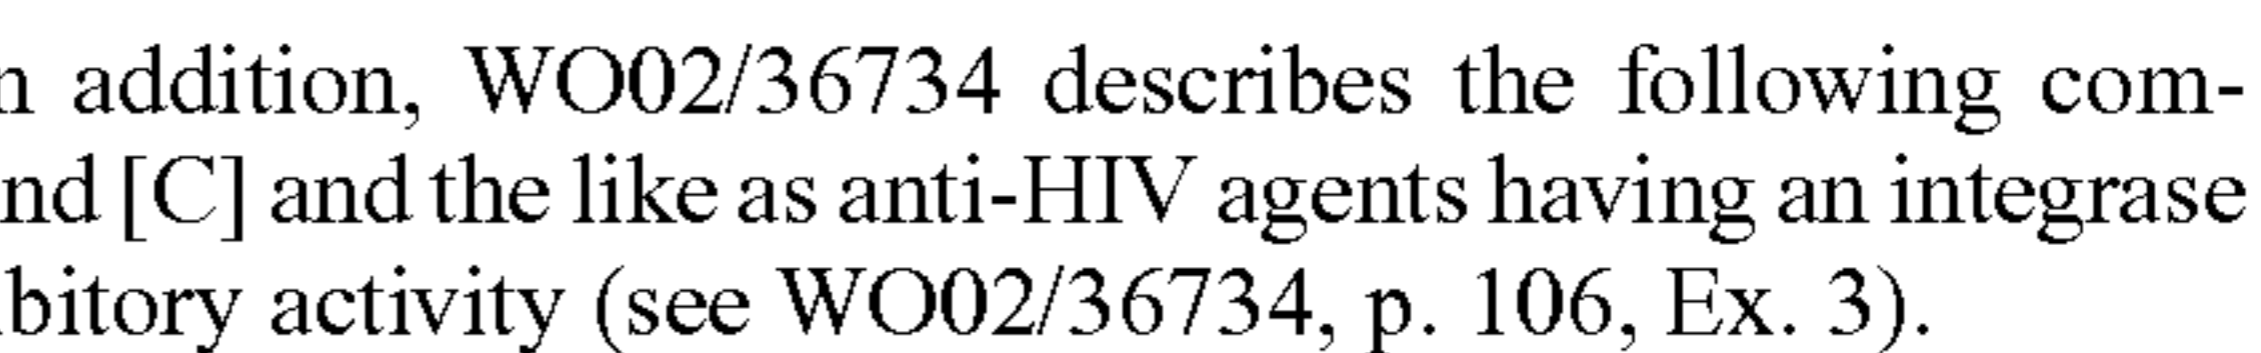 n addition, WO02/36734 describes the following com-
nd [C] and the like as anti-HIV agents having an integrase
bitory activity (see WO02/36734, p. 106, Ex. 3).